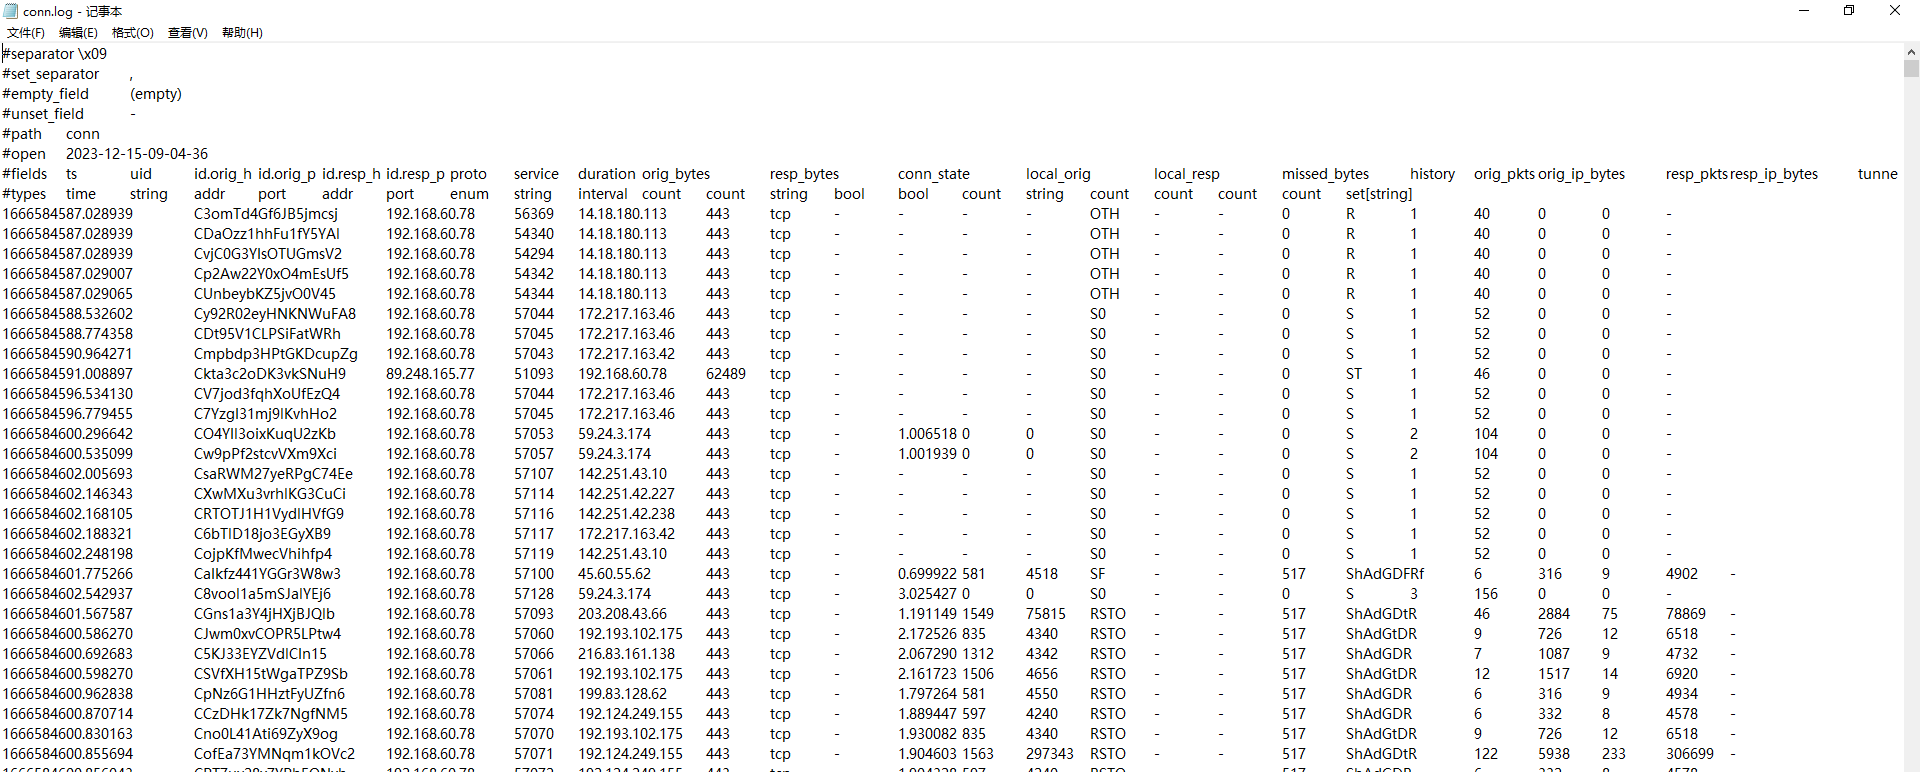 conn.log - 记事本
文件(F) 编辑(E) 格式(O) 查看(V) 帮助(H)
#separator \x09
#set_separator ,
#empty_field (empty)
#unset_field -
#path conn
#open 2023-12-15-09-04-36
#fields ts uid id.orig_h id.orig_p id.resp_h id.resp_p proto service duration orig_bytes resp_bytes conn_state local_orig local_resp missed_bytes history orig_pkts orig_ip_bytes resp_pkts resp_ip_bytes tunne
#types time string addr port addr port enum string interval count count string bool bool count string count count count count set[string]
1666584587.028939 C3omTd4Gf6JB5jmcsj 192.168.60.78 56369 14.18.180.113 443 tcp - - - - OTH - - 0 R 1 40 0 0 -
1666584587.028939 CDaOzz1hhFu1fY5YAl 192.168.60.78 54340 14.18.180.113 443 tcp - - - - OTH - - 0 R 1 40 0 0 -
1666584587.028939 CvjC0G3YIsOTUGmsV2 192.168.60.78 54294 14.18.180.113 443 tcp - - - - OTH - - 0 R 1 40 0 0 -
1666584587.029007 Cp2Aw22Y0xO4mEsUf5 192.168.60.78 54342 14.18.180.113 443 tcp - - - - OTH - - 0 R 1 40 0 0 -
1666584587.029065 CUnbeybKZ5jvO0V45 192.168.60.78 54344 14.18.180.113 443 tcp - - - - OTH - - 0 R 1 40 0 0 -
1666584588.532602 Cy92R02eyHNKNWuFA8 192.168.60.78 57044 172.217.163.46 443 tcp - - - - S0 - - 0 S 1 52 0 0 -
1666584588.774358 CDt95V1CLPSiFatWRh 192.168.60.78 57045 172.217.163.46 443 tcp - - - - S0 - - 0 S 1 52 0 0 -
1666584590.964271 Cmpbdp3HPtGKDcupZg 192.168.60.78 57043 172.217.163.42 443 tcp - - - - S0 - - 0 S 1 52 0 0 -
1666584591.008897 Ckta3c2oDK3vkSNuH9 89.248.165.77 51093 192.168.60.78 62489 tcp - - - - S0 - - 0 ST 1 46 0 0 -
1666584596.534130 CV7jod3fqhXoUfEzQ4 192.168.60.78 57044 172.217.163.46 443 tcp - - - - S0 - - 0 S 1 52 0 0 -
1666584596.779455 C7YzgI31mj9IKvhHo2 192.168.60.78 57045 172.217.163.46 443 tcp - - - - S0 - - 0 S 1 52 0 0 -
1666584600.296642 CO4YlI3oixKuqU2zKb 192.168.60.78 57053 59.24.3.174 443 tcp - 1.006518 0 0 S0 - - 0 S 2 104 0 0 -
1666584600.535099 Cw9pPf2stcvVXm9Xci 192.168.60.78 57057 59.24.3.174 443 tcp - 1.001939 0 0 S0 - - 0 S 2 104 0 0 -
1666584602.005693 CsaRWM27yeRPgC74Ee 192.168.60.78 57107 142.251.43.10 443 tcp - - - - S0 - - 0 S 1 52 0 0 -
1666584602.146343 CXwMXu3vrhIKG3CuCi 192.168.60.78 57114 142.251.42.227 443 tcp - - - - S0 - - 0 S 1 52 0 0 -
1666584602.168105 CRTOTJ1H1VydIHVfG9 192.168.60.78 57116 142.251.42.238 443 tcp - - - - S0 - - 0 S 1 52 0 0 -
1666584602.188321 C6bTlD18jo3EGyXB9 192.168.60.78 57117 172.217.163.42 443 tcp - - - - S0 - - 0 S 1 52 0 0 -
1666584602.248198 CojpKfMwecVhihfp4 192.168.60.78 57119 142.251.43.10 443 tcp - - - - S0 - - 0 S 1 52 0 0 -
1666584601.775266 Calkfz441YGGr3W8w3 192.168.60.78 57100 45.60.55.62 443 tcp - 0.699922 581 4518 SF - - 517 ShAdGDFRf 6 316 9 4902 -
1666584602.542937 C8vooI1a5mSJalYEj6 192.168.60.78 57128 59.24.3.174 443 tcp - 3.025427 0 0 S0 - - 0 S 3 156 0 0 -
1666584601.567587 CGns1a3Y4jHXjBJQlb 192.168.60.78 57093 203.208.43.66 443 tcp - 1.191149 1549 75815 RSTO - - 517 ShAdGDtR 46 2884 75 78869 -
1666584600.586270 CJwm0xvCOPR5LPtw4 192.168.60.78 57060 192.193.102.175 443 tcp - 2.172526 835 4340 RSTO - - 517 ShAdGtDR 9 726 12 6518 -
1666584600.692683 C5KJ33EYZVdICIn15 192.168.60.78 57066 216.83.161.138 443 tcp - 2.067290 1312 4342 RSTO - - 517 ShAdGDR 7 1087 9 4732 -
1666584600.598270 CSVfXH15tWgaTPZ9Sb 192.168.60.78 57061 192.193.102.175 443 tcp - 2.161723 1506 4656 RSTO - - 517 ShAdGtDR 12 1517 14 6920 -
1666584600.962838 CpNz6G1HHztFyUZfn6 192.168.60.78 57081 199.83.128.62 443 tcp - 1.797264 581 4550 RSTO - - 517 ShAdGDR 6 316 9 4934 -
1666584600.870714 CCzDHk17Zk7NgfNM5 192.168.60.78 57074 192.124.249.155 443 tcp - 1.889447 597 4240 RSTO - - 517 ShAdGDR 6 332 8 4578 -
1666584600.830163 Cno0L41Ati69ZyX9og 192.168.60.78 57070 192.193.102.175 443 tcp - 1.930082 835 4340 RSTO - - 517 ShAdGtDR 9 726 12 6518 -
1666584600.855694 CofEa73YMNqm1kOVc2 192.168.60.78 57071 192.124.249.155 443 tcp - 1.904603 1563 297343 RSTO - - 517 ShAdGDtR 122 5938 233 306699 -